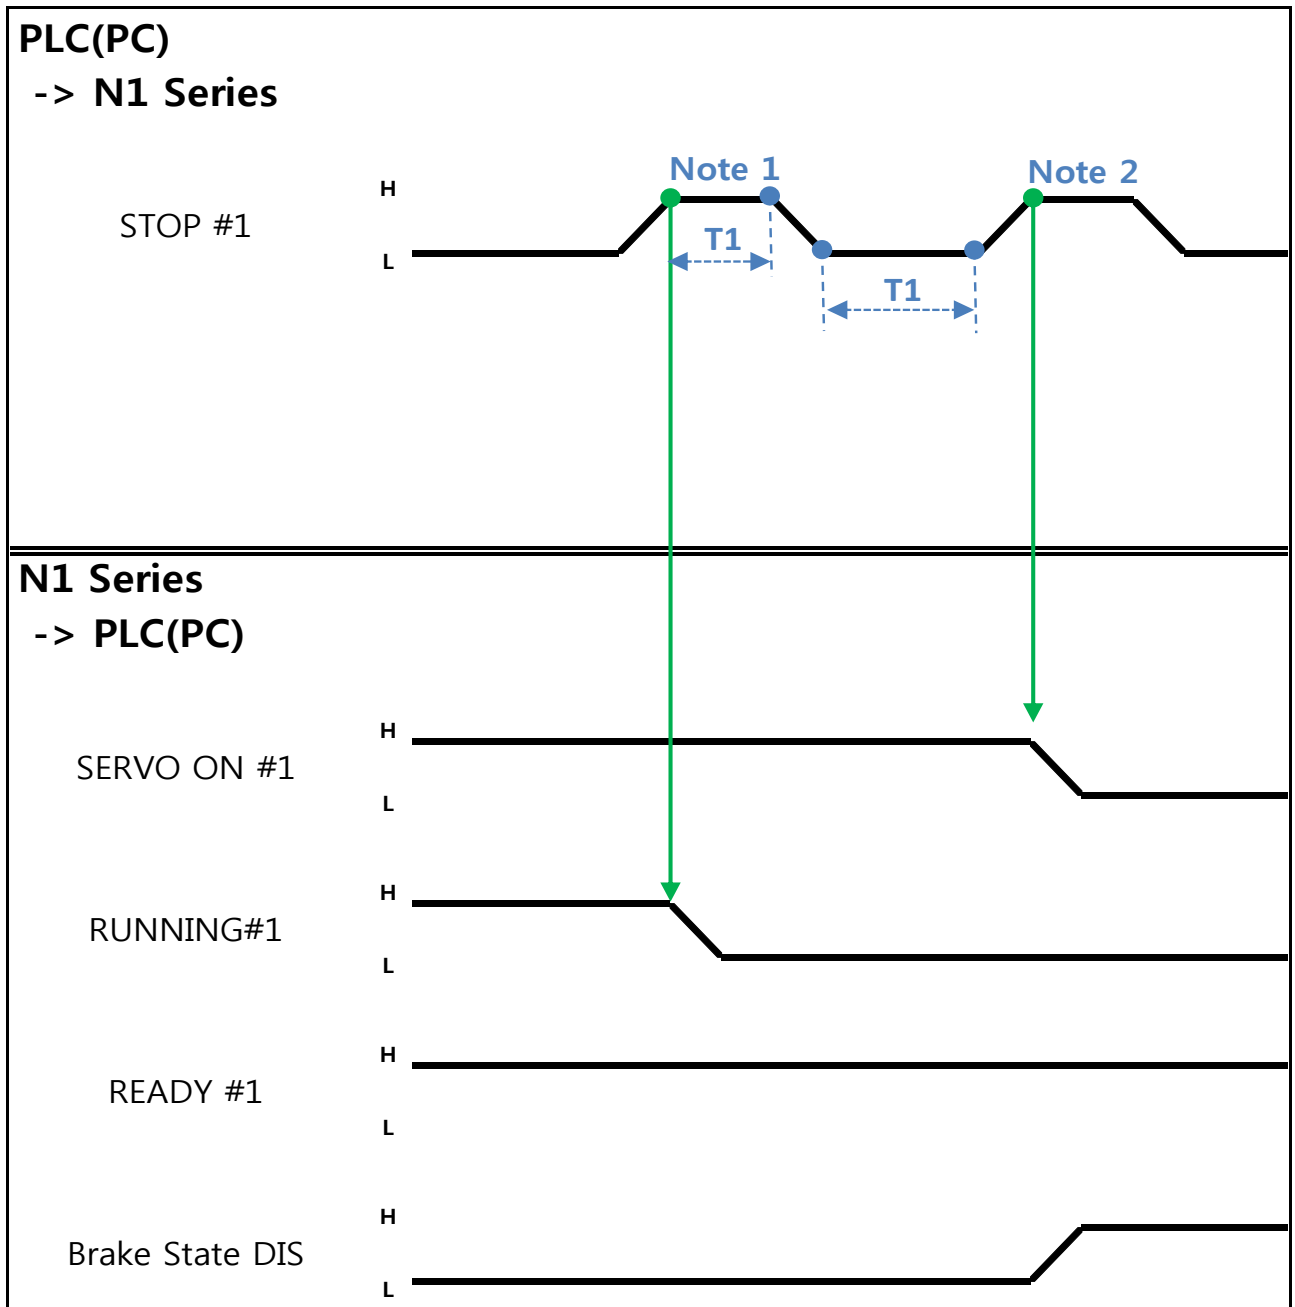 PLC(PC)
-> N1 Series
Note 1
Note 2
H
STOP #1
T1
L
T1
N1 Series
-> PLC(PC)
H
SERVO ON #1
L
H
RUNNING#1
L
H
READY #1
L
H
Brake State DIS
L